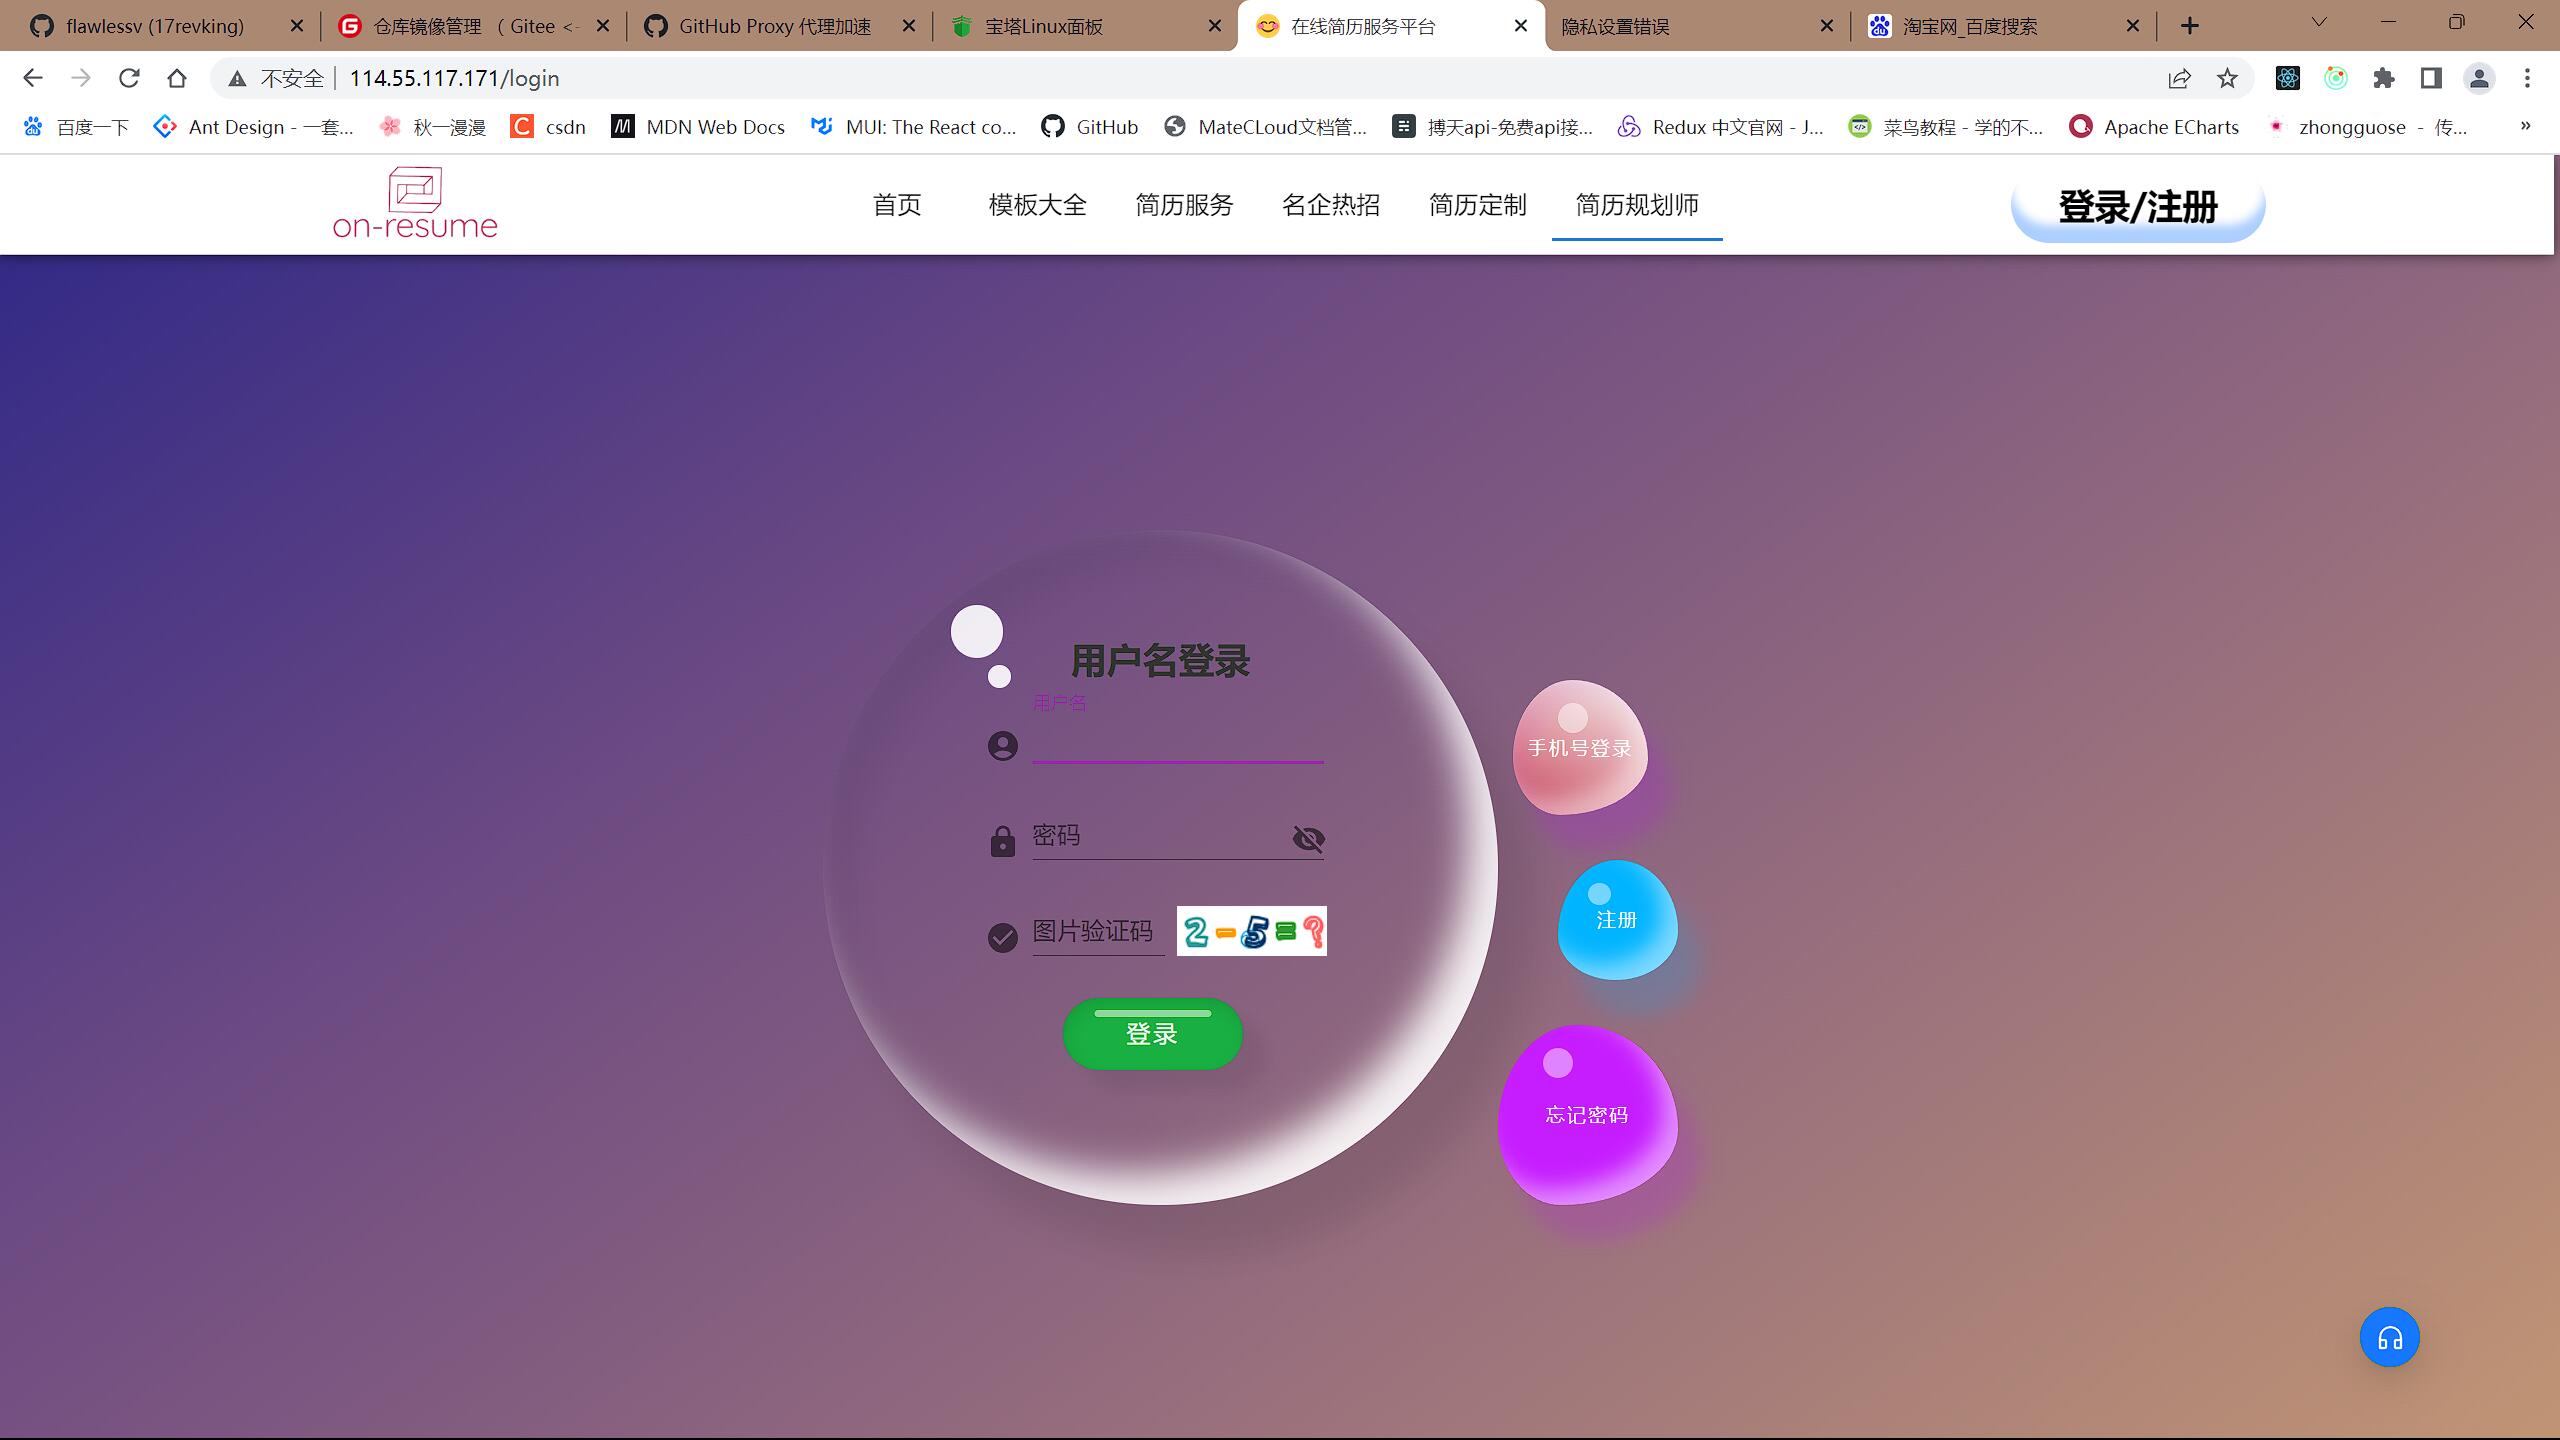 flawlessv (17revking)
仓库镜像管理 （ Gitee <-
GitHub Proxy 代理加速
宝塔Linux面板
在线简历服务平台
隐私设置错误
淘宝网_百度搜索
不安全 114.55.117.171/login
百度一下
Ant Design - 一套...
秋一漫漫
csdn
MDN Web Docs
MUI: The React co...
GitHub
MateCLoud文档管...
搏天api-免费api接...
Redux 中文官网 - J...
菜鸟教程 - 学的不...
Apache ECharts
zhongguose － 传...
»
on-resume
首页
模板大全
简历服务
名企热招
简历定制
简历规划师
登录/注册
用户名登录
用户名
密码
图片验证码
2-5=?
登录
手机号登录
注册
忘记密码